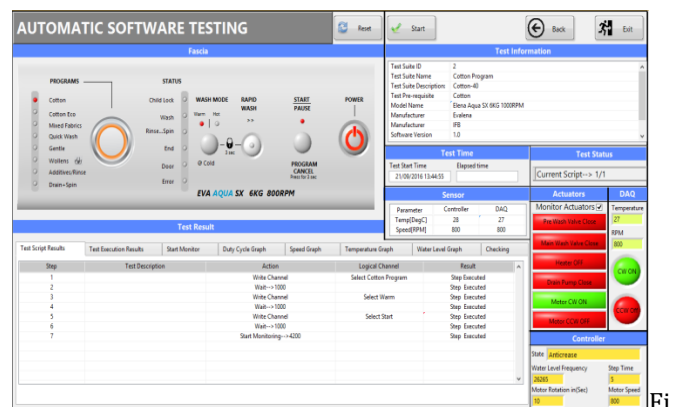 AUTOMATIC SOFTWARE TESTING
Reset
Start
Back
Exit
Fascia
PROGRAMS
STATUS
Cotton
Cotton Eco
Mixed Fabrics
Quick Wash
Gentle
Wollens
Additives/Rinse
Drain+Spin
Child Lock
Wash
Rinse...Spin
End
Door
Error
WASH MODE
Warm Hot
Cold
3 sec
RAPID
WASH
>>
START
PAUSE
PROGRAM
CANCEL
Press for 3 sec
POWER
EVA AQUA SX 6KG 800RPM
Test Information
Test Suite ID 2
Test Suite Name Cotton Program
Test Suite Description Cotton-40
Test Pre-requisite Cotton
Model Name Elena Aqua SX 6KG 1000RPM
Manufacturer Evalena
Manufacturer IFB
Software Version 1.0
Test Time
Test Start Time Elapsed time
21/09/2016 13:44:55
Test Status
Current Script--> 1/1
Sensor
Parameter Controller DAQ
Temp[DegC] 28 27
Speed[RPM] 800 800
Actuators
Monitor Actuators
Pre Wash Valve Close
Main Wash Valve Close
Heater OFF
Drain Pump Close
Motor CW ON
Motor CCW OFF
DAQ
Temperature
27
RPM
800
CW ON
CCW OFF
Test Result
Test Script Results Test Execution Results Start Monitor Duty Cycle Graph Speed Graph Temperature Graph Water Level Graph Checking
Step Test Description Action Logical Channel Result
1 Write Channel Select Cotton Program Step Executed
2 Wait-->1000 Step Executed
3 Write Channel Select Warm Step Executed
4 Wait-->1000 Step Executed
5 Write Channel Select Start Step Executed
6 Wait-->1000 Step Executed
7 Start Monitoring-->4200 Step Executed
Controller
State Anticrease
Water Level Frequency Step Time
26265 5
Motor Rotation in(Sec) Motor Speed
10 800
Fi